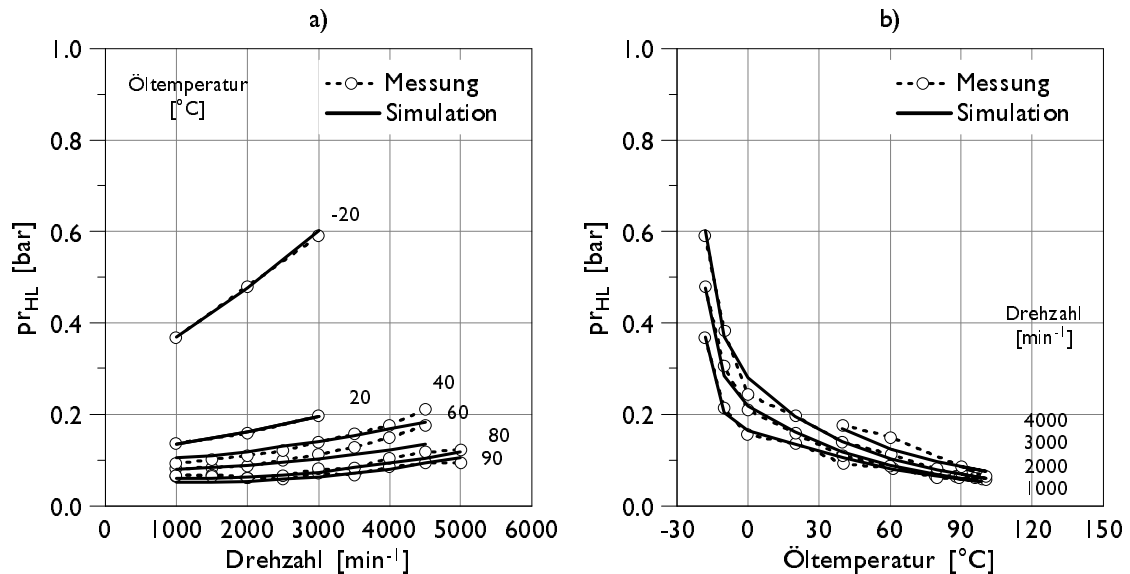 a)
1.0
0.8
0.6
0.4
0.2
0.0
pr_HL [bar]
Öltemperatur
[°C]
Messung
Simulation
-20
20
40
60
80
90
0 1000 2000 3000 4000 5000 6000
Drehzahl [min⁻¹]
b)
1.0
0.8
0.6
0.4
0.2
0.0
pr_HL [bar]
Messung
Simulation
Drehzahl
[min⁻¹]
4000
3000
2000
1000
-30 0 30 60 90 120 150
Öltemperatur [°C]